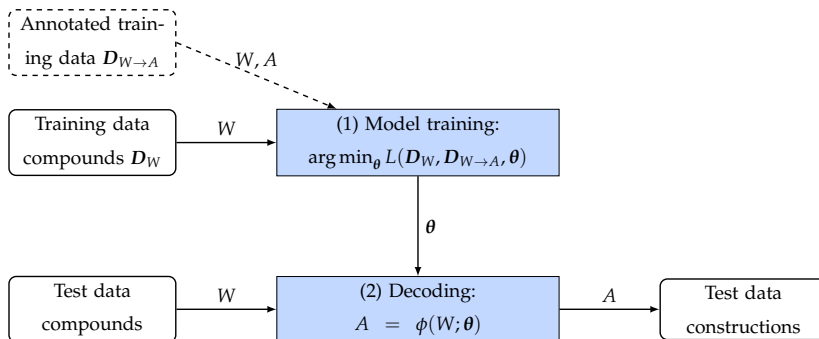 Annotated train-
ing data D_{W→A}
W, A
Training data
compounds D_W
W
(1) Model training:
arg min_θ L(D_W, D_{W→A}, θ)
θ
Test data
compounds
W
(2) Decoding:
A = ϕ(W; θ)
A
Test data
constructions